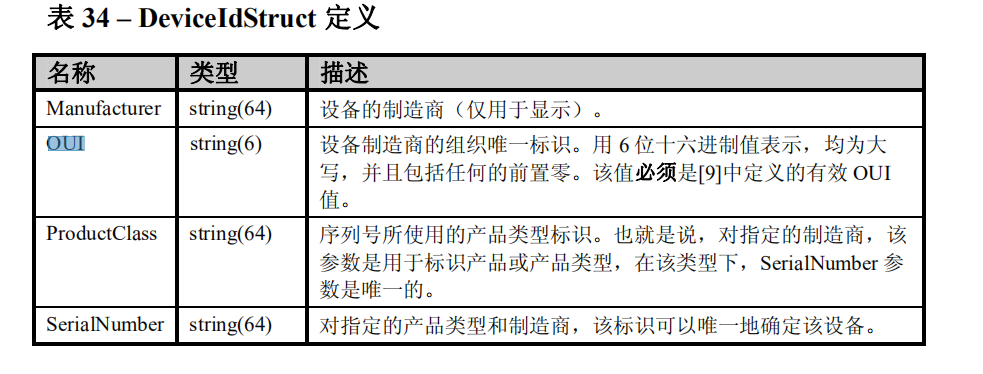 表 34 – DeviceIdStruct 定义
名称 类型 描述
Manufacturer string(64) 设备的制造商（仅用于显示）。
OUI string(6) 设备制造商的组织唯一标识。用 6 位十六进制值表示，均为大
写，并且包括任何的前置零。该值必须是[9]中定义的有效 OUI
值。
ProductClass string(64) 序列号所使用的产品类型标识。也就是说，对指定的制造商，该
参数是用于标识产品或产品类型，在该类型下，SerialNumber 参
数是唯一的。
SerialNumber string(64) 对指定的产品类型和制造商，该标识可以唯一地确定该设备。